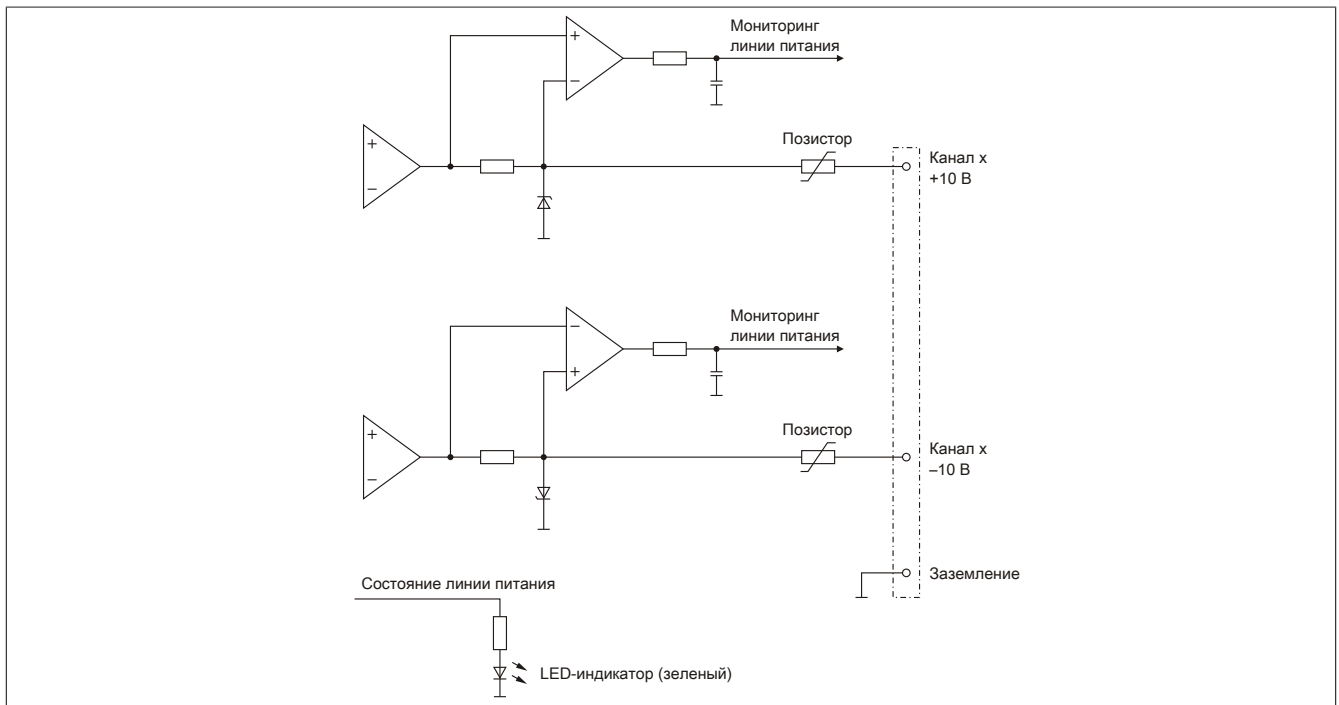 Мониторинг
линии питания
+
−
+
−
Позистор
Канал x
+10 В
Мониторинг
линии питания
−
+
+
−
Позистор
Канал x
–10 В
Заземление
Состояние линии питания
LED-индикатор (зеленый)